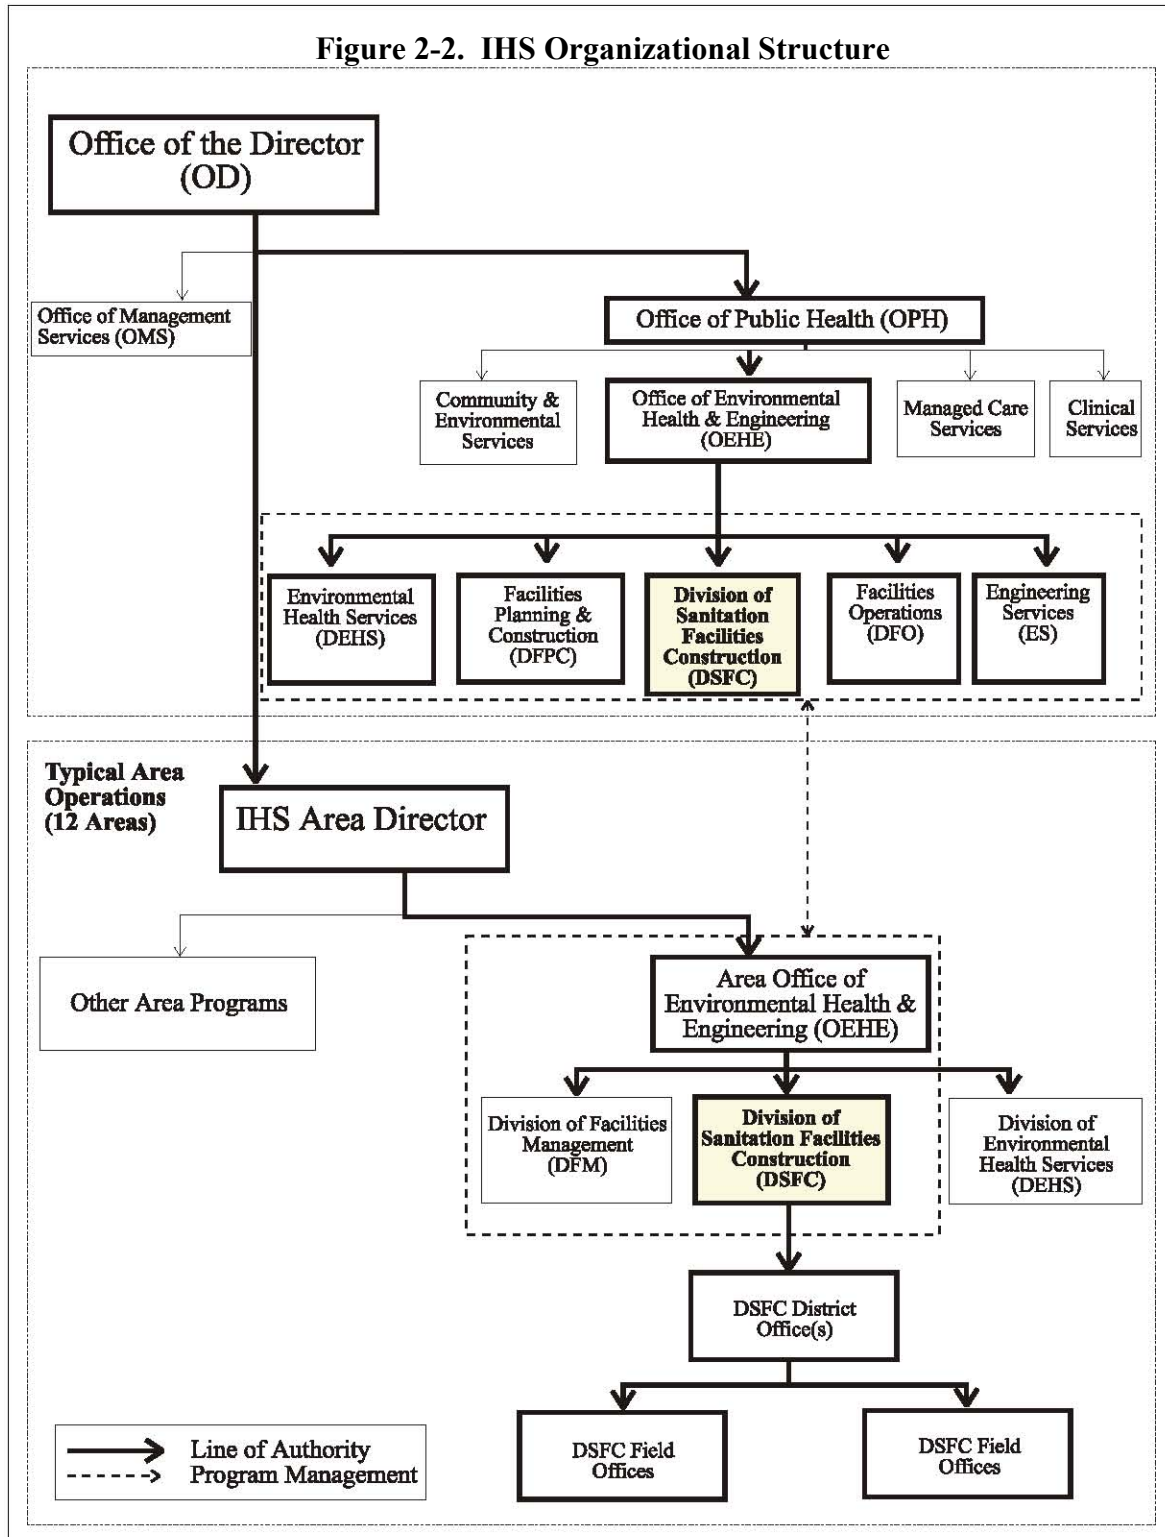 Figure 2-2.  IHS Organizational Structure
Office of the Director
(OD)
Office of Management
Services (OMS)
Office of Public Health (OPH)
Community &
Environmental
Services
Office of Environmental
Health & Engineering
(OEHE)
Managed Care
Services
Clinical
Services
Environmental
Health Services
(DEHS)
Facilities
Planning &
Construction
(DFPC)
Division of
Sanitation
Facilities
Construction
(DSFC)
Facilities
Operations
(DFO)
Engineering
Services
(ES)
Typical Area
Operations
(12 Areas)
IHS Area Director
Other Area Programs
Area Office of
Environmental Health &
Engineering (OEHE)
Division of Facilities
Management
(DFM)
Division of
Sanitation Facilities
Construction
(DSFC)
Division of
Environmental
Health Services
(DEHS)
DSFC District
Office(s)
DSFC Field
Offices
DSFC Field
Offices
Line of Authority
Program Management